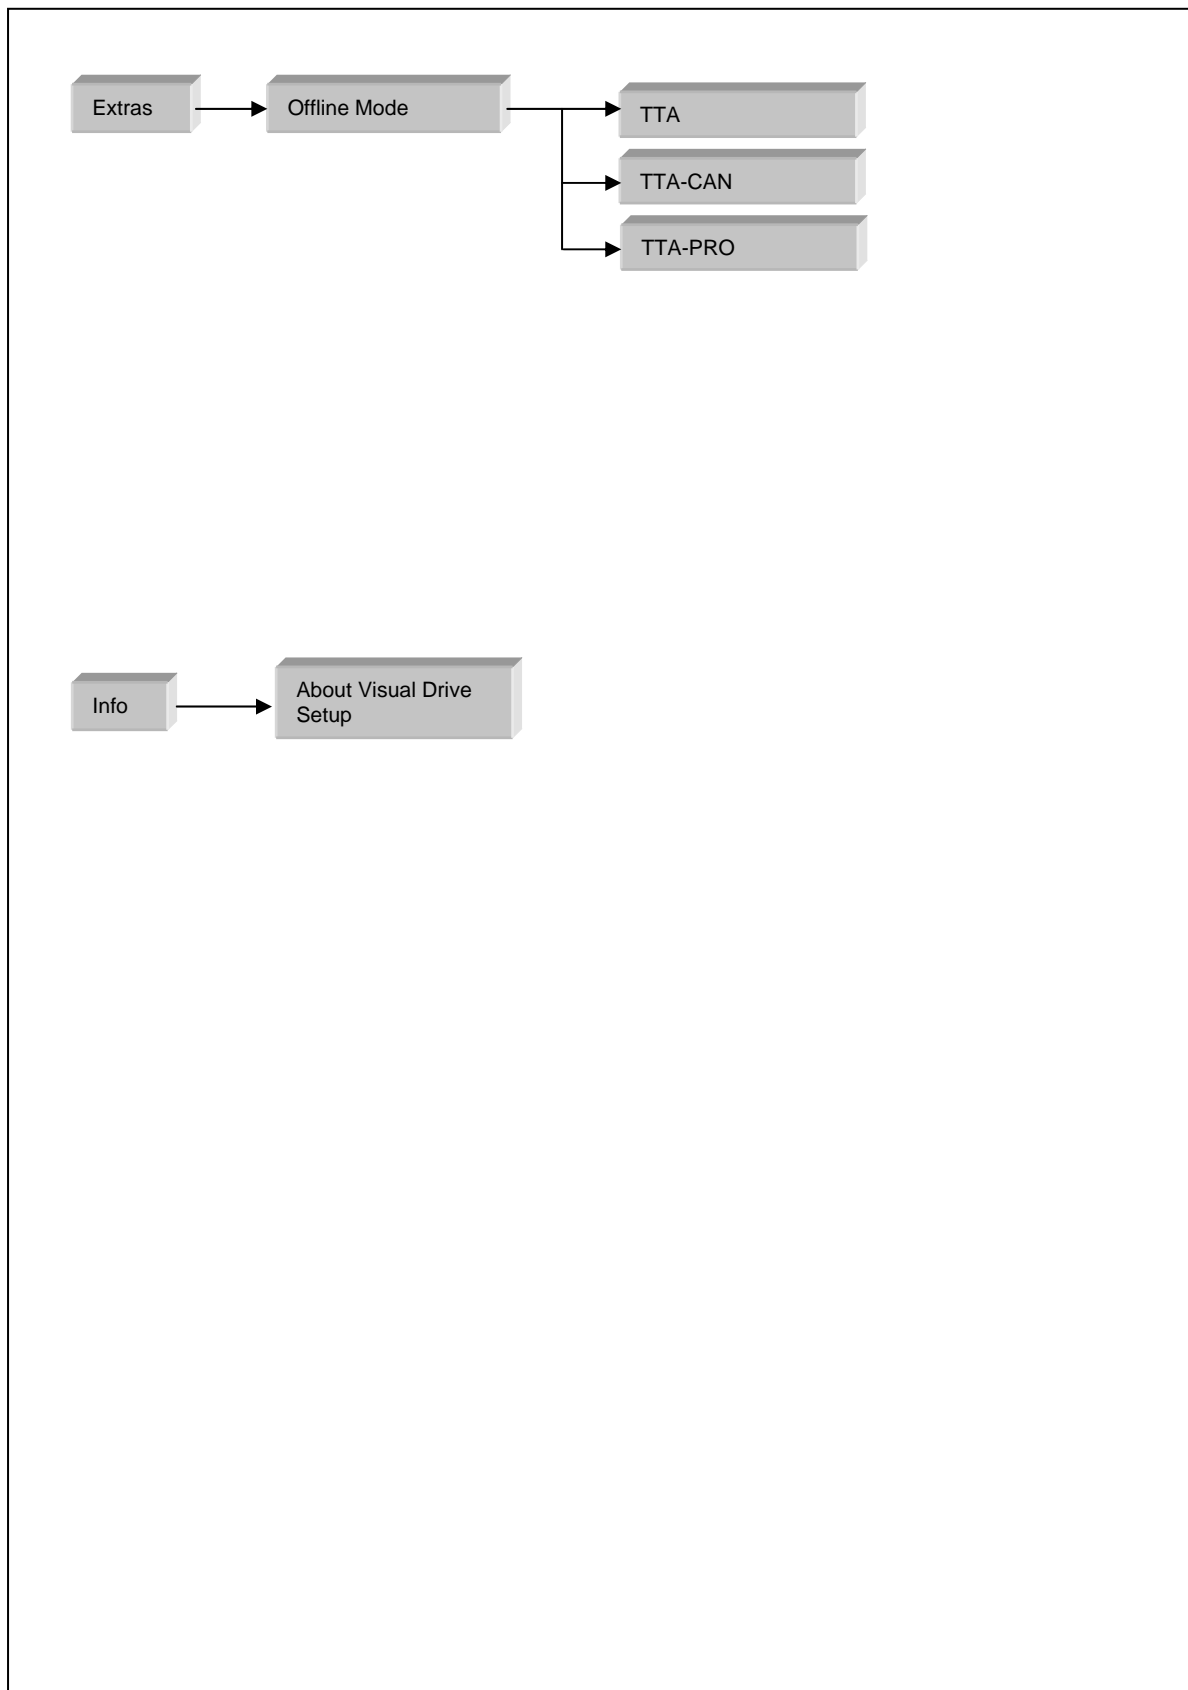 Extras
Offline Mode
TTA
TTA-CAN
TTA-PRO
Info
About Visual Drive
Setup